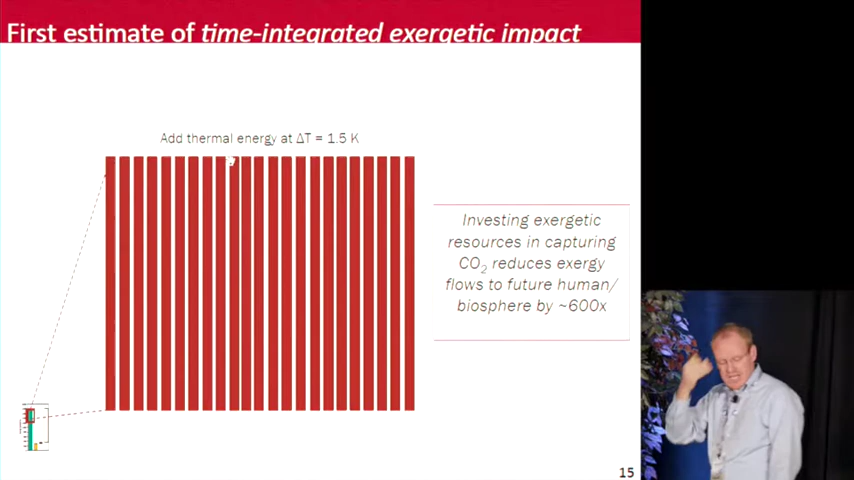 First estimate of time-integrated exergetic impact
Add thermal energy at ΔT = 1.5 K
Investing exergetic
resources in capturing
CO₂ reduces exergy
flows to future human/
biosphere by ~600x
15